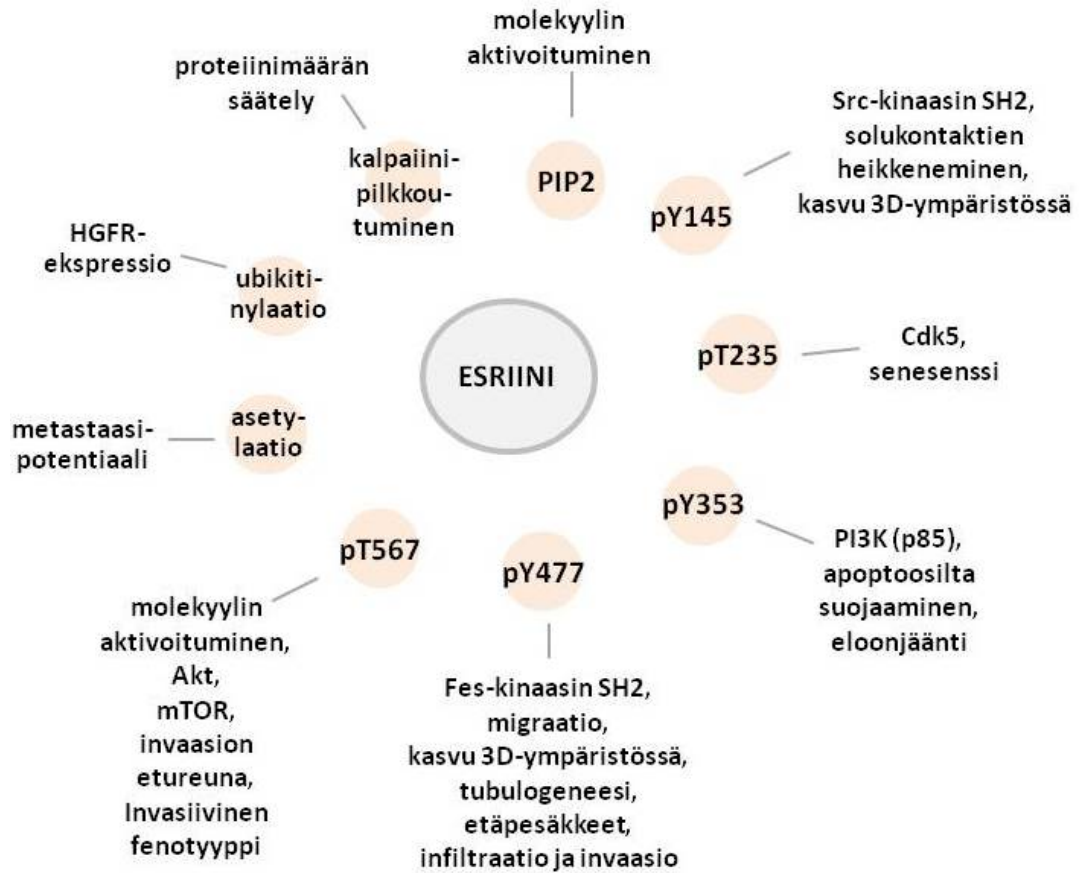 molekyylin
aktivoituminen
PIP2
Src-kinaasin SH2,
solukontaktien
heikkeneminen,
kasvu 3D-ympäristössä
pY145
Cdk5,
senesenssi
pT235
PI3K (p85),
apoptoosilta
suojaaminen,
eloonjäänti
pY353
pY477
Fes-kinaasin SH2,
migraatio,
kasvu 3D-ympäristössä,
tubulogeneesi,
etäpesäkkeet,
infiltraatio ja invaasio
pT567
molekyylin
aktivoituminen,
Akt,
mTOR,
invaasion
etureuna,
Invasiivinen
fenotyyppi
asety-
laatio
metastaasi-
potentiaali
ubikiti-
nylaatio
HGFR-
ekspressio
kalpaiini-
pilkkou-
tuminen
proteiinimäärän
säätely
ESRIINI